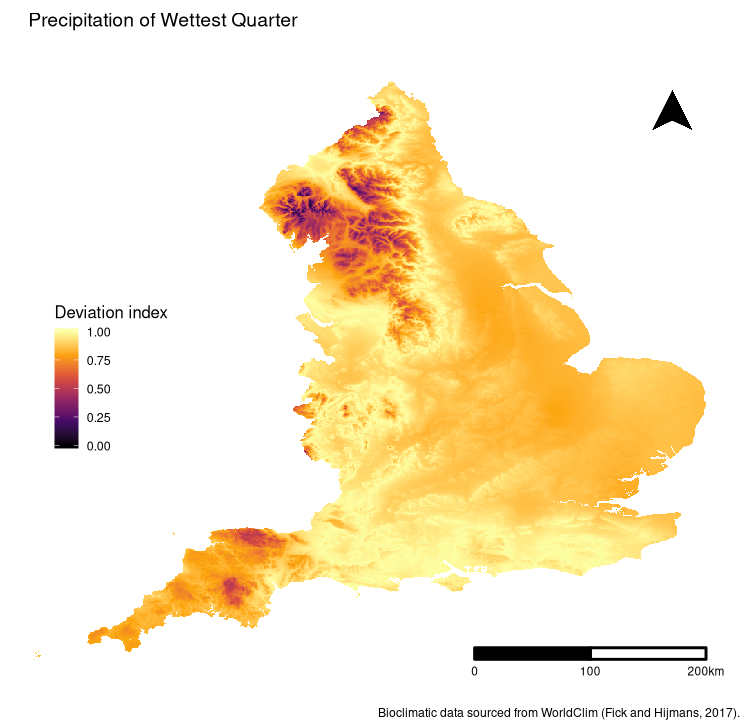 Precipitation of Wettest Quarter
Deviation index
1.00
0.75
0.50
0.25
0.00
0 100 200km
Bioclimatic data sourced from WorldClim (Fick and Hijmans, 2017).